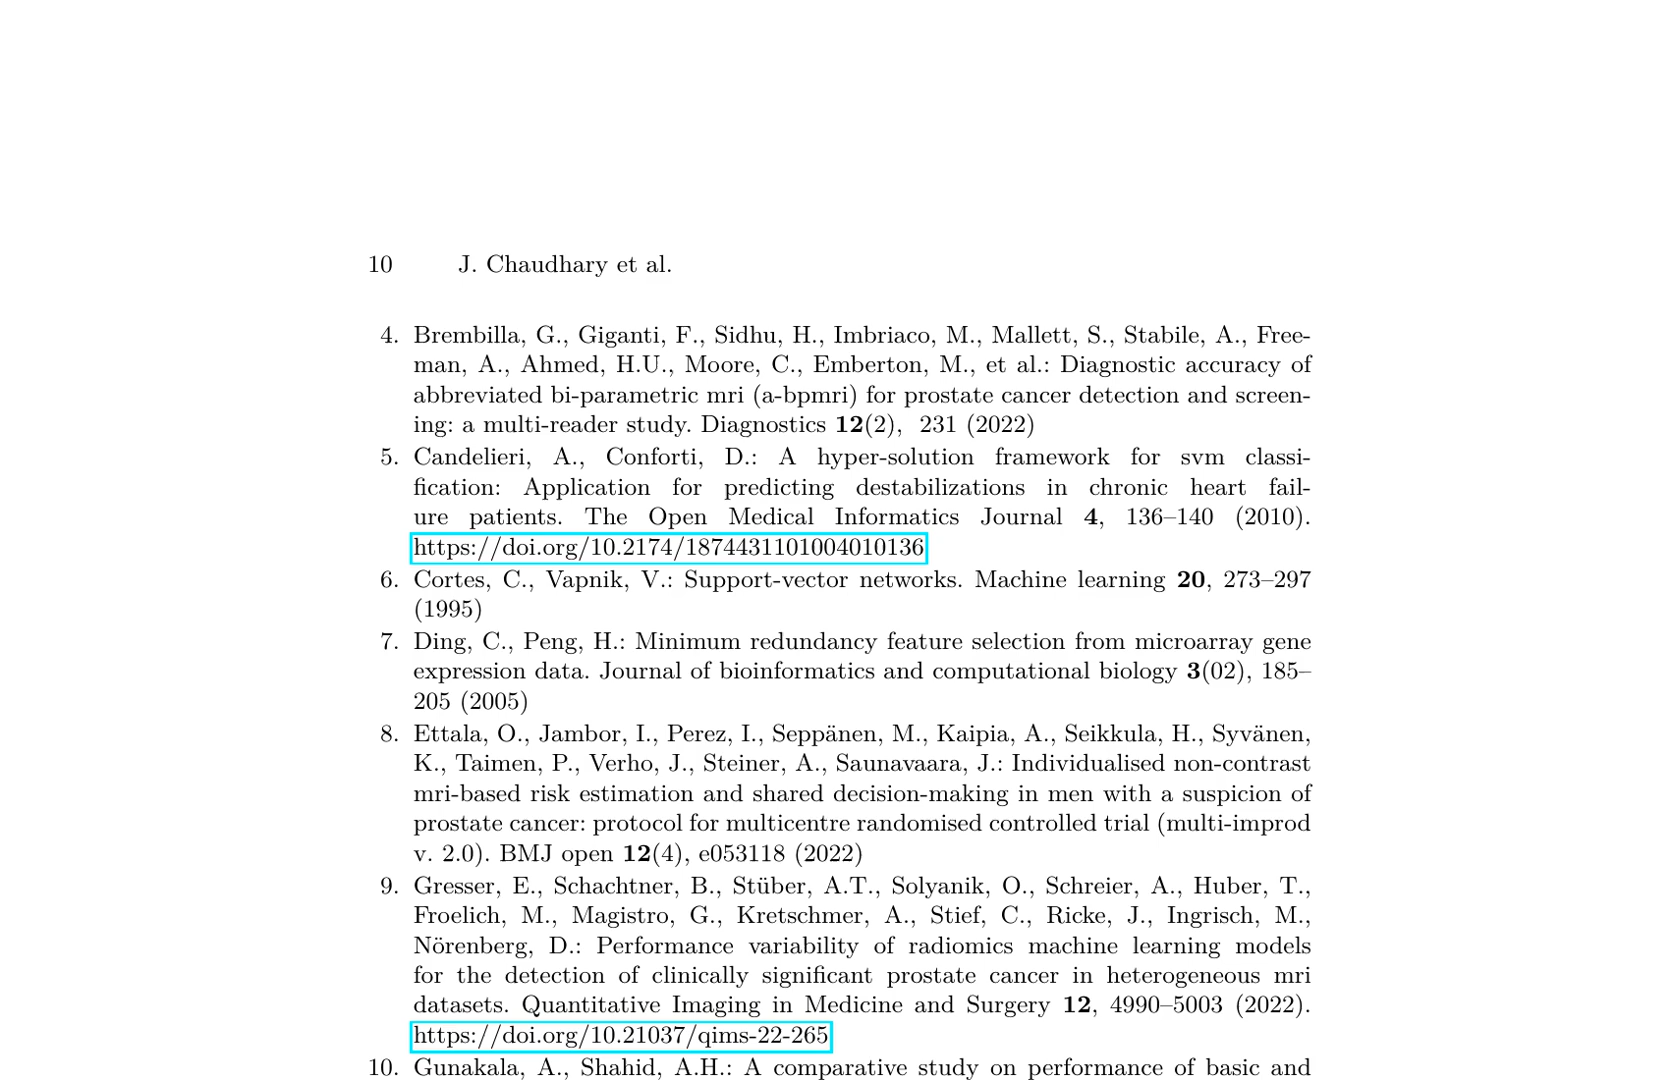 10 J. Chaudhary et al.
4. Brembilla, G., Giganti, F., Sidhu, H., Imbriaco, M., Mallett, S., Stabile, A., Free-
man, A., Ahmed, H.U., Moore, C., Emberton, M., et al.: Diagnostic accuracy of
abbreviated bi-parametric mri (a-bpmri) for prostate cancer detection and screen-
ing: a multi-reader study. Diagnostics 12(2), 231 (2022)
5. Candelieri, A., Conforti, D.: A hyper-solution framework for svm classi-
fication: Application for predicting destabilizations in chronic heart fail-
ure patients. The Open Medical Informatics Journal 4, 136–140 (2010).
https://doi.org/10.2174/1874431101004010136
6. Cortes, C., Vapnik, V.: Support-vector networks. Machine learning 20, 273–297
(1995)
7. Ding, C., Peng, H.: Minimum redundancy feature selection from microarray gene
expression data. Journal of bioinformatics and computational biology 3(02), 185–
205 (2005)
8. Ettala, O., Jambor, I., Perez, I., Seppänen, M., Kaipia, A., Seikkula, H., Syvänen,
K., Taimen, P., Verho, J., Steiner, A., Saunavaara, J.: Individualised non-contrast
mri-based risk estimation and shared decision-making in men with a suspicion of
prostate cancer: protocol for multicentre randomised controlled trial (multi-improd
v. 2.0). BMJ open 12(4), e053118 (2022)
9. Gresser, E., Schachtner, B., Stüber, A.T., Solyanik, O., Schreier, A., Huber, T.,
Froelich, M., Magistro, G., Kretschmer, A., Stief, C., Ricke, J., Ingrisch, M.,
Nörenberg, D.: Performance variability of radiomics machine learning models
for the detection of clinically significant prostate cancer in heterogeneous mri
datasets. Quantitative Imaging in Medicine and Surgery 12, 4990–5003 (2022).
https://doi.org/10.21037/qims-22-265
10. Gunakala, A., Shahid, A.H.: A comparative study on performance of basic and